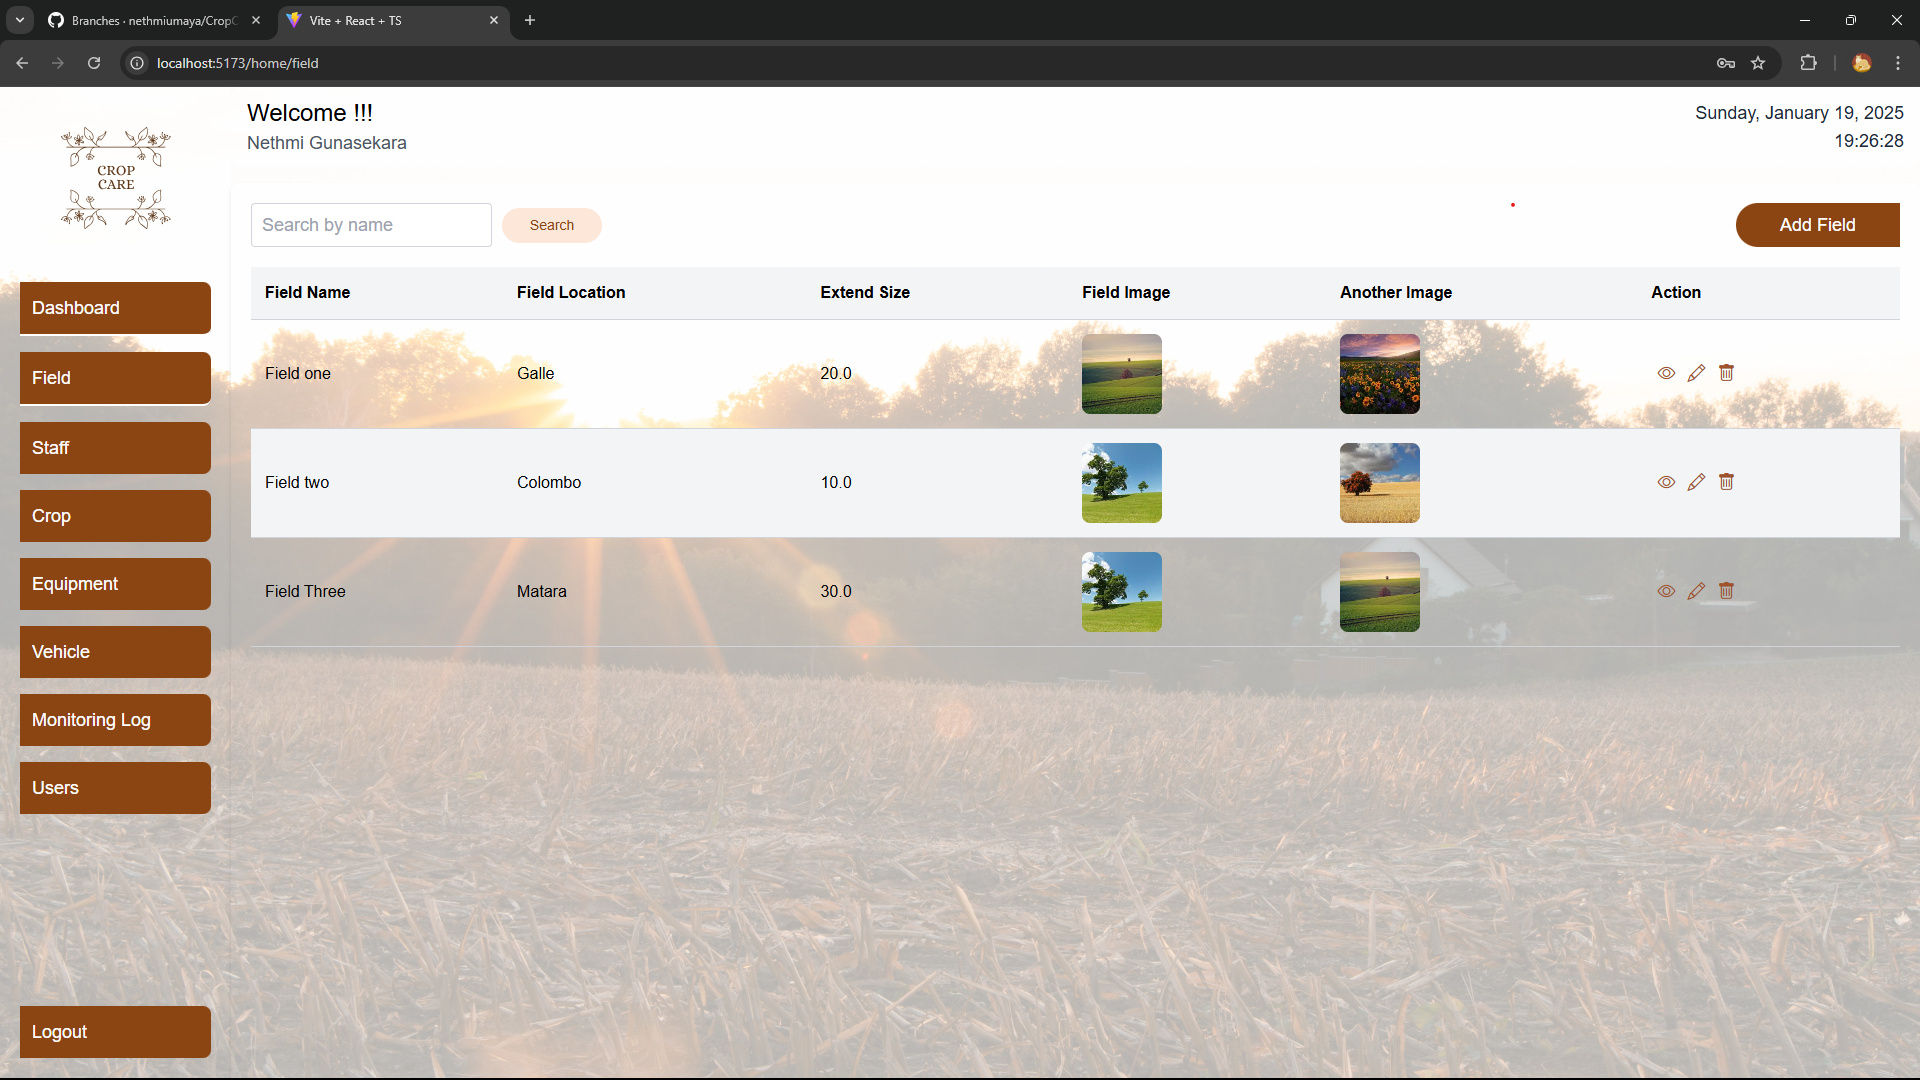 Branches · nethmiumaya/CropC
Vite + React + TS
localhost:5173/home/field
CROP
CARE
Welcome !!!
Nethmi Gunasekara
Sunday, January 19, 2025
19:26:28
Search by name
Search
Add Field
Dashboard
Field
Staff
Crop
Equipment
Vehicle
Monitoring Log
Users
Logout
Field Name Field Location Extend Size Field Image Another Image Action
Field one Galle 20.0
Field two Colombo 10.0
Field Three Matara 30.0